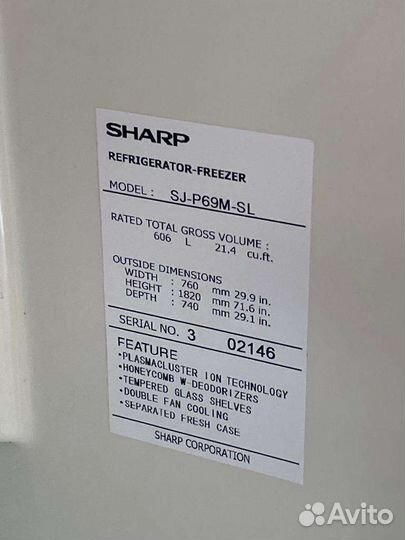 SHARP
REFRIGERATOR-FREEZER
MODEL : SJ-P69M-SL
RATED TOTAL GROSS VOLUME :
606 L 21.4 cu.ft.
OUTSIDE DIMENSIONS
WIDTH : 760 mm 29.9 in.
HEIGHT : 1820 mm 71.6 in.
DEPTH : 740 mm 29.1 in.
SERIAL NO. 3 02146
FEATURE
•PLASMACLUSTER ION TECHNOLOGY
•HONEYCOMB W-DEODORIZERS
•TEMPERED GLASS SHELVES
•DOUBLE FAN COOLING
•SEPARATED FRESH CASE
SHARP CORPORATION
Avito